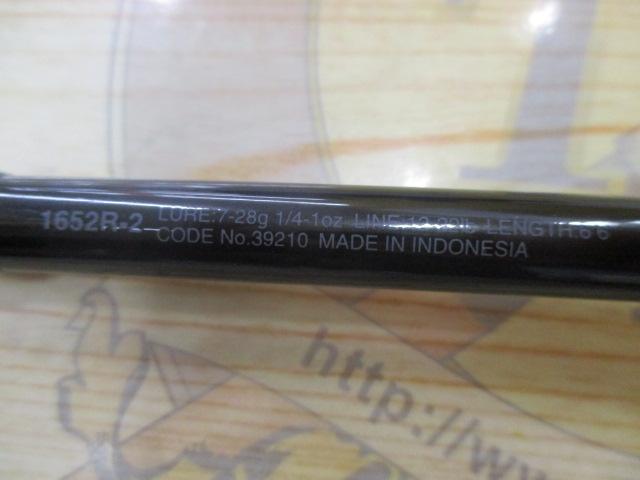 1652R-2 LURE:7-28g 1/4-1oz LINE:12-20lb LENGTH:6'6
CODE No.39210 MADE IN INDONESIA
http://www